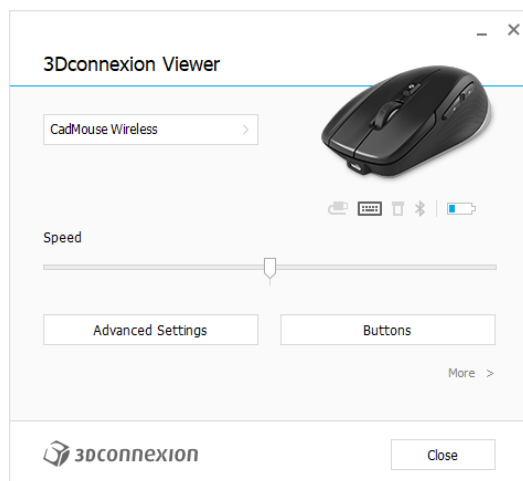 3Dconnexion Viewer
CadMouse Wireless
Speed
Advanced Settings
Buttons
More >
3Dconnexion
Close